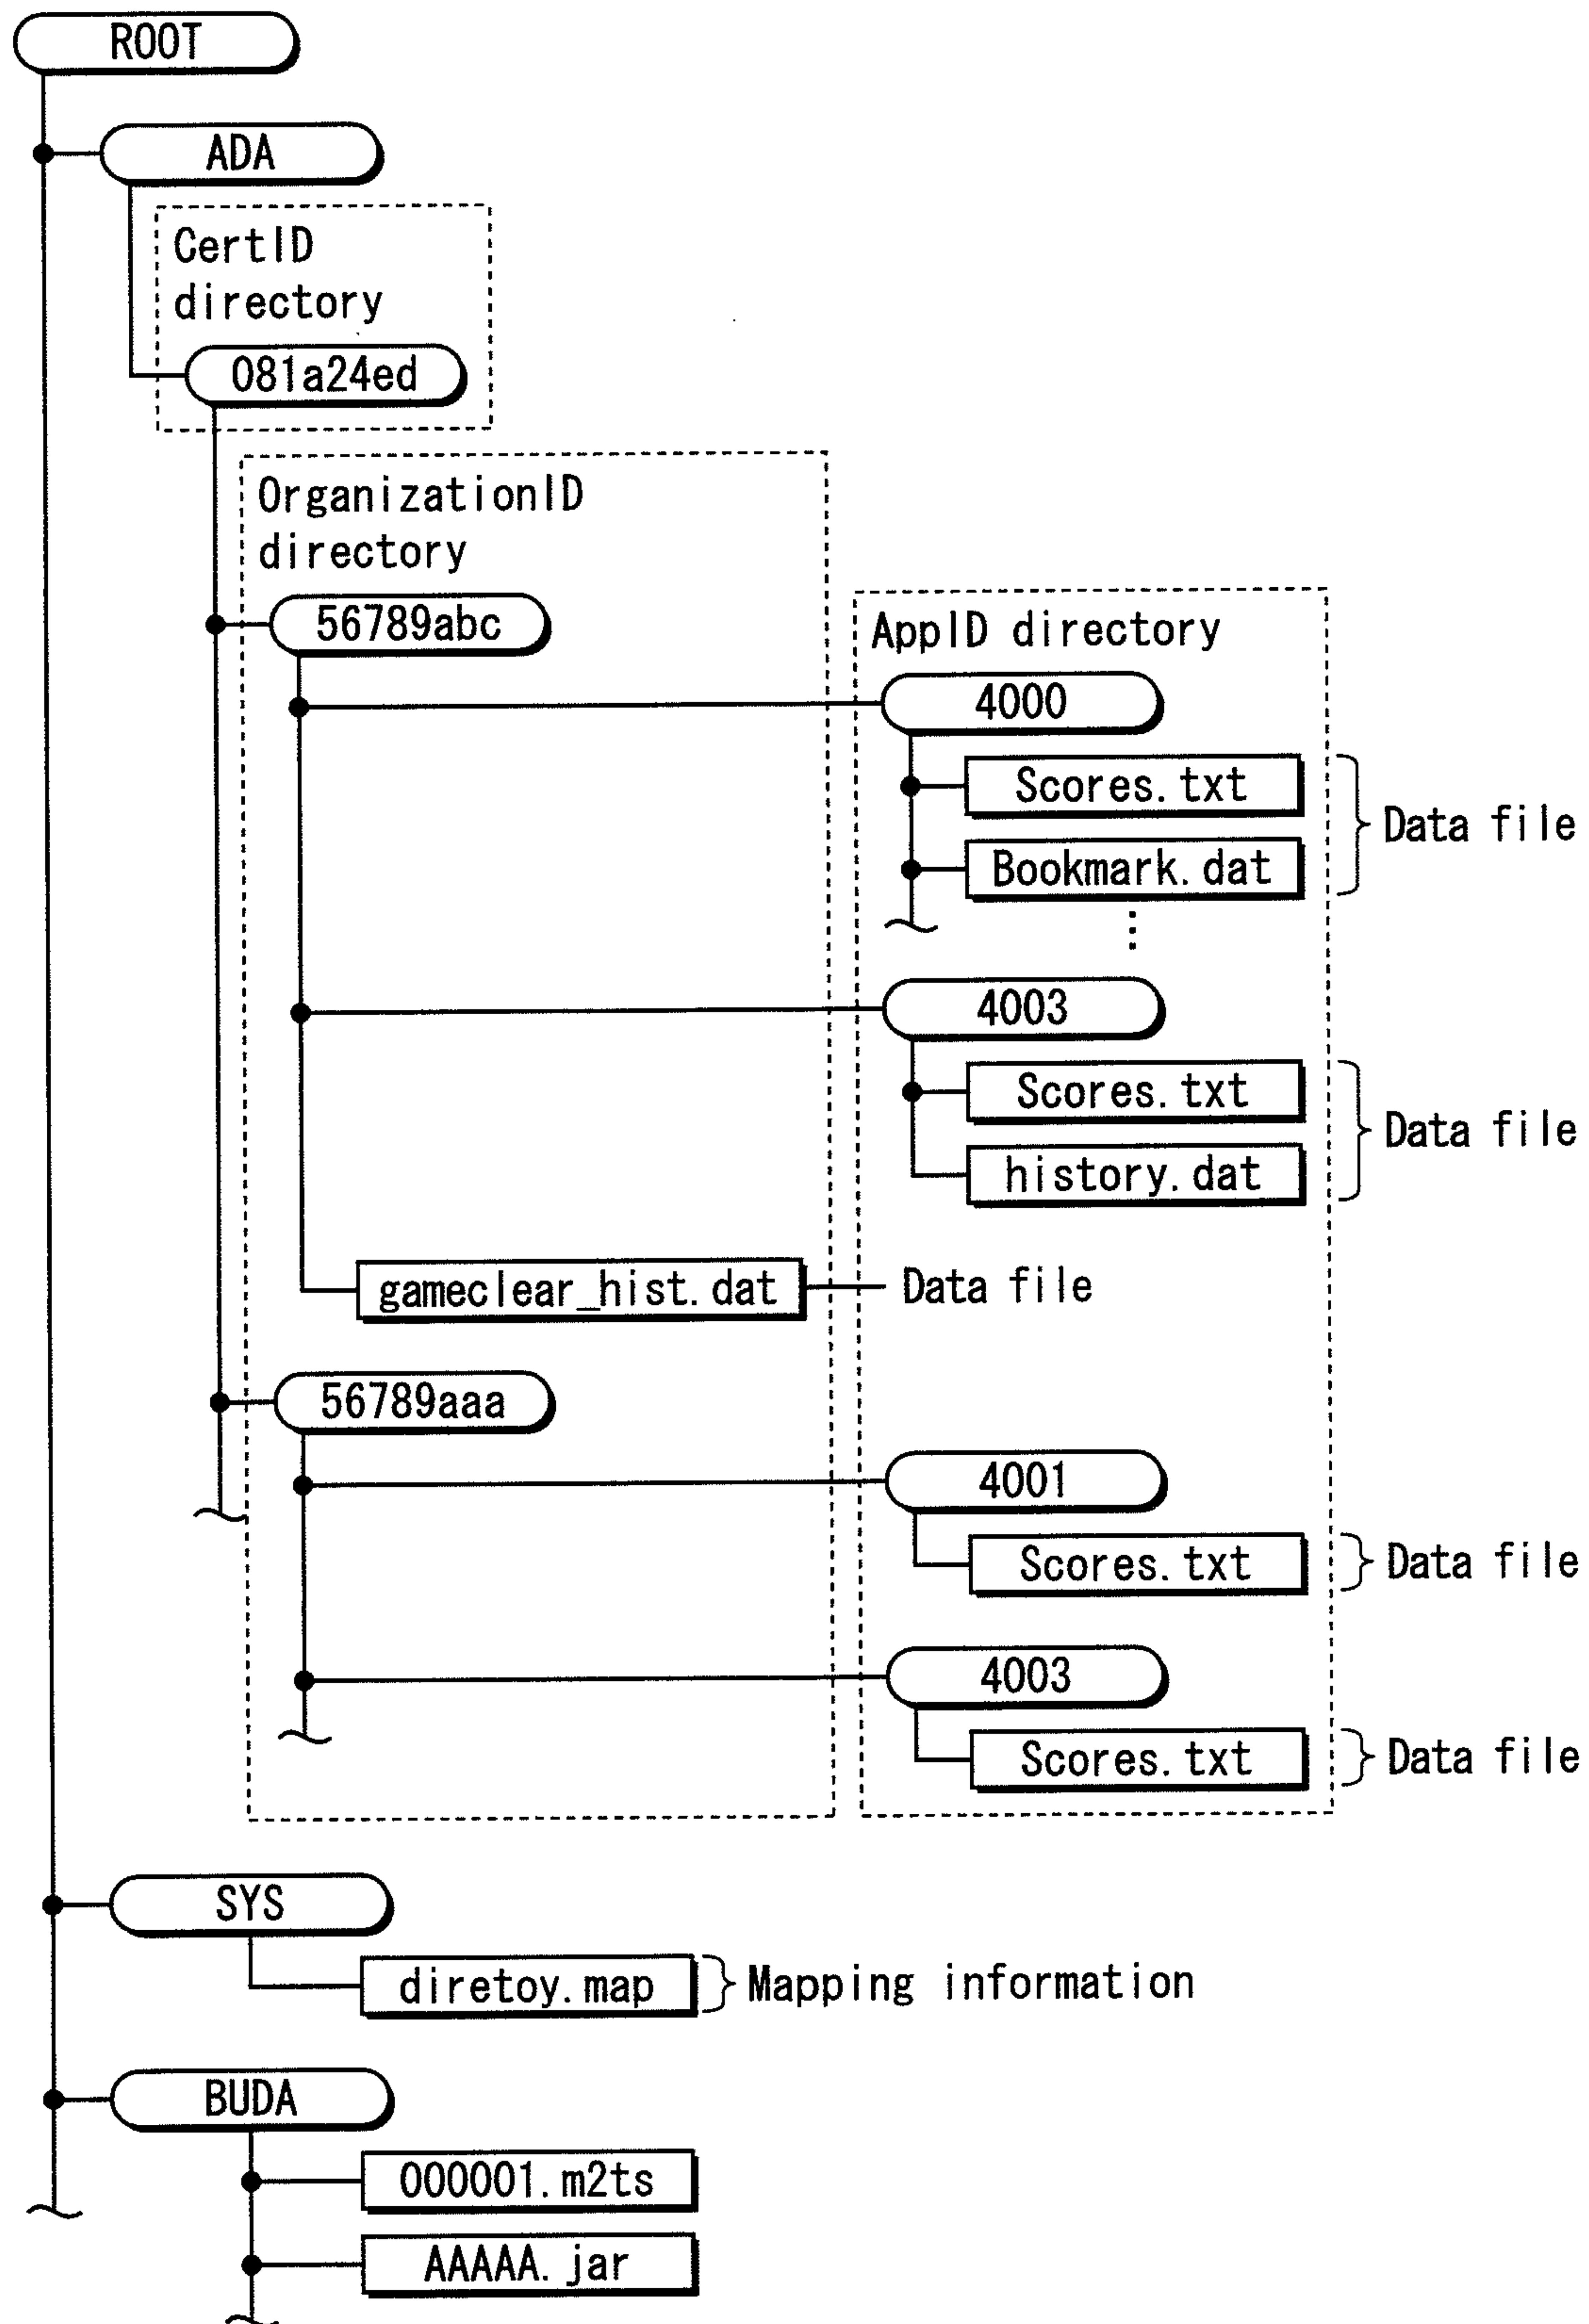 ROOT
ADA
CertID
directory
081a24ed
OrganizationID
directory
56789abc
AppID directory
4000
Scores.txt
Data file
Bookmark.dat
4003
Scores.txt
Data file
history.dat
gameclear_hist.dat
Data file
56789aaa
4001
Scores.txt
Data file
4003
Scores.txt
Data file
SYS
diretoy.map
Mapping information
BUDA
000001.m2ts
AAAAA.jar